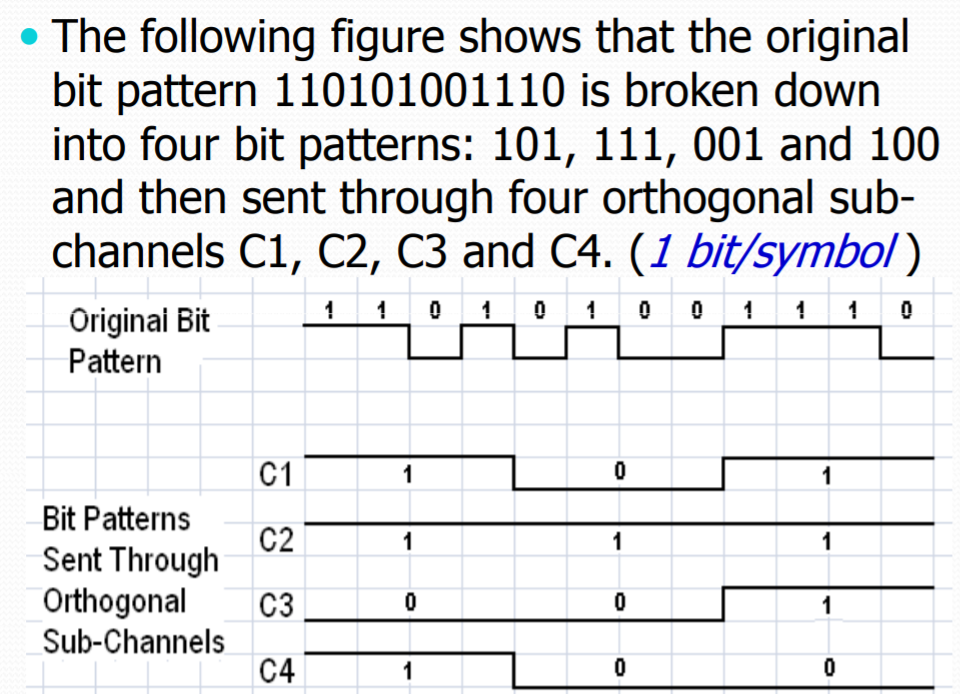 • The following figure shows that the original
bit pattern 110101001110 is broken down
into four bit patterns: 101, 111, 001 and 100
and then sent through four orthogonal sub-
channels C1, C2, C3 and C4. (1 bit/symbol )
Original Bit
Pattern
1 1 0 1 0 1 0 0 1 1 1 0
Bit Patterns
Sent Through
Orthogonal
Sub-Channels
C1 1 0 1
C2 1 1 1
C3 0 0 1
C4 1 0 0